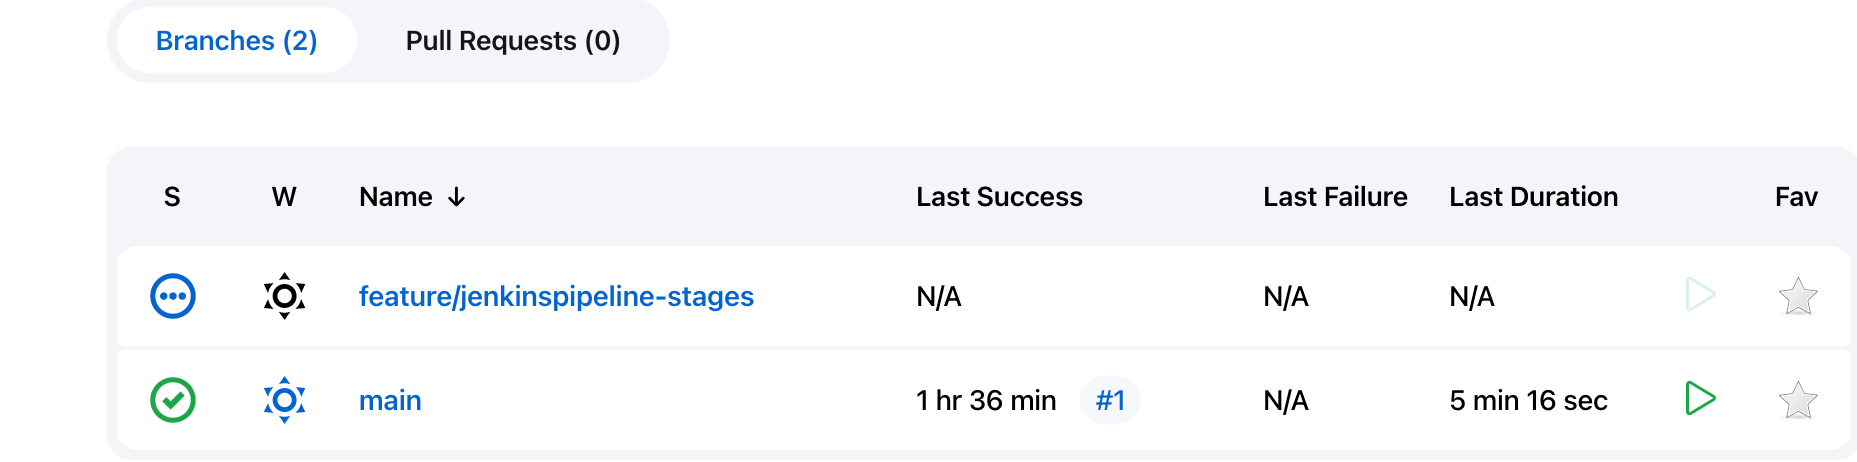 Branches (2) Pull Requests (0)
S W Name ↓ Last Success Last Failure Last Duration Fav
feature/jenkinspipeline-stages N/A N/A N/A
main 1 hr 36 min #1 N/A 5 min 16 sec